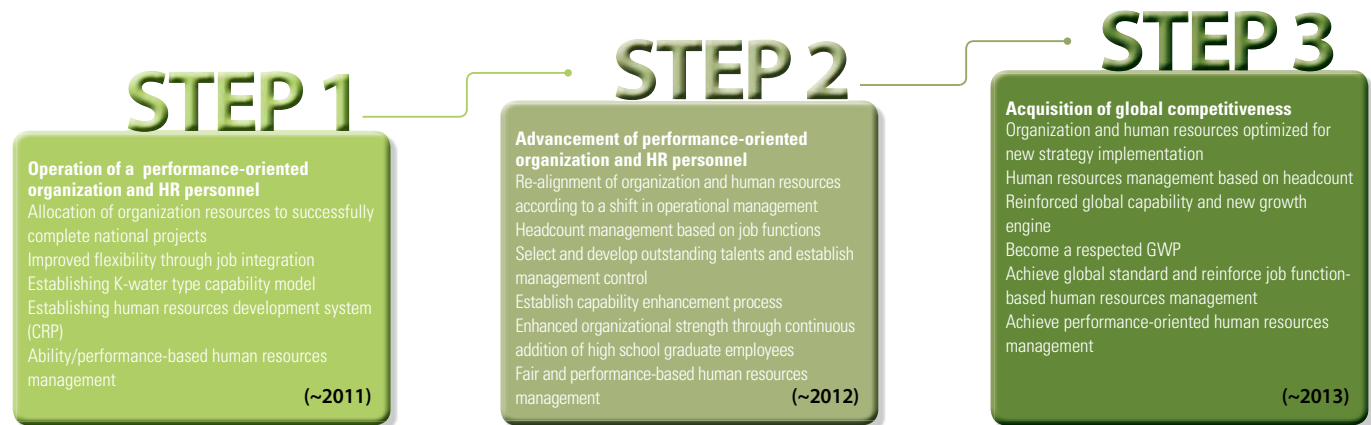 STEP 1
Operation of a performance-oriented
organization and HR personnel
Allocation of organization resources to successfully
complete national projects
Improved flexibility through job integration
Establishing K-water type capability model
Establishing human resources development system
(CRP)
Ability/performance-based human resources
management
(~2011)
STEP 2
Advancement of performance-oriented
organization and HR personnel
Re-alignment of organization and human resources
according to a shift in operational management
Headcount management based on job functions
Select and develop outstanding talents and establish
management control
Establish capability enhancement process
Enhanced organizational strength through continuous
addition of high school graduate employees
Fair and performance-based human resources
management
(~2012)
STEP 3
Acquisition of global competitiveness
Organization and human resources optimized for
new strategy implementation
Human resources management based on headcount
Reinforced global capability and new growth
engine
Become a respected GWP
Achieve global standard and reinforce job function-
based human resources management
Achieve performance-oriented human resources
management
(~2013)